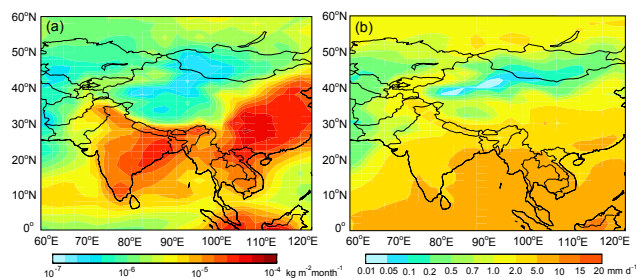 (a)
(b)
60°N 60°N
50°N 50°N
40°N 40°N
30°N 30°N
20°N 20°N
10°N 10°N
0° 0°
60°E 70°E 80°E 90°E 100°E 110°E 120°E 60°E 70°E 80°E 90°E 100°E 110°E 120°E
10⁻⁷ 10⁻⁶ 10⁻⁵ 10⁻⁴ kg m⁻²month⁻¹
0.01 0.05 0.1 0.2 0.5 0.7 1.0 2.0 5.0 10 15 20 mm d⁻¹